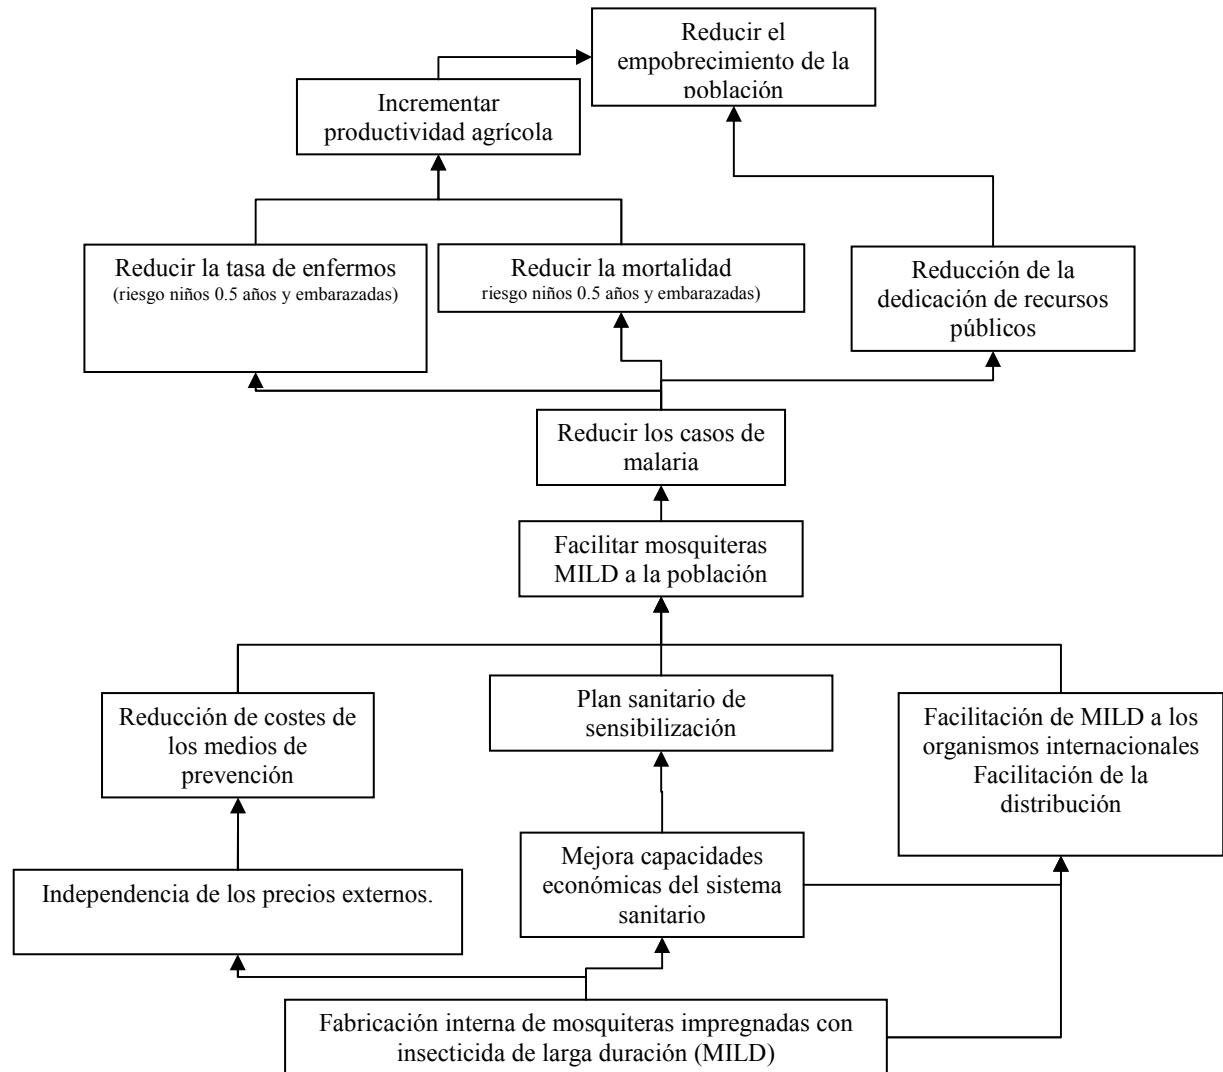 Reducir el
empobrecimiento de la
población
Incrementar
productividad agrícola
Reducir la tasa de enfermos
(riesgo niños 0.5 años y embarazadas)
Reducir la mortalidad
riesgo niños 0.5 años y embarazadas)
Reducción de la
dedicación de recursos
públicos
Reducir los casos de
malaria
Facilitar mosquiteras
MILD a la población
Reducción de costes de
los medios de
prevención
Plan sanitario de
sensibilización
Facilitación de MILD a los
organismos internacionales
Facilitación de la
distribución
Independencia de los precios externos.
Mejora capacidades
económicas del sistema
sanitario
Fabricación interna de mosquiteras impregnadas con
insecticida de larga duración (MILD)